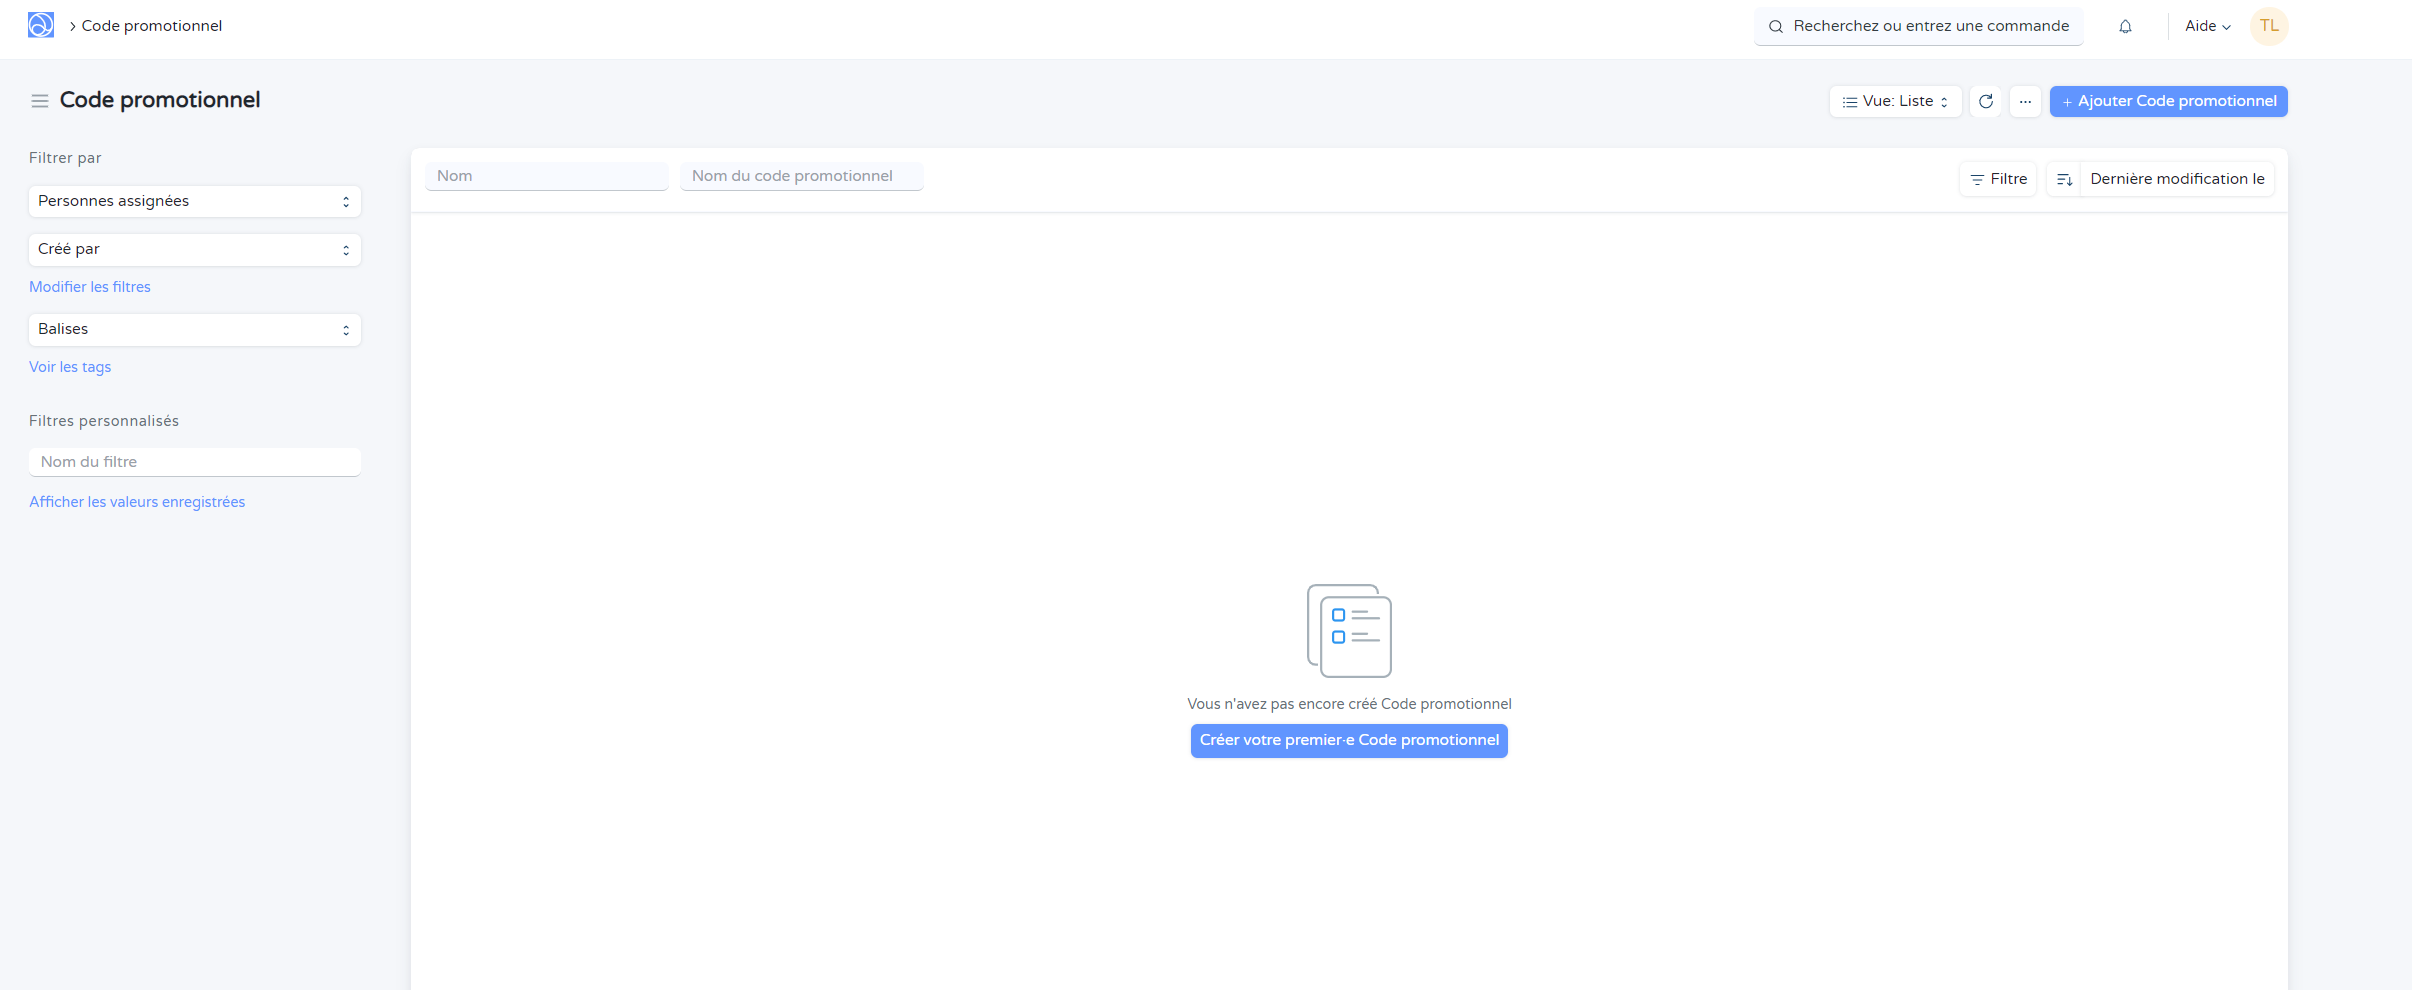 Code promotionnel
Recherchez ou entrez une commande
Aide
TL
Code promotionnel
Vue: Liste
Ajouter Code promotionnel
Filtrer par
Personnes assignées
Créé par
Modifier les filtres
Balises
Voir les tags
Filtres personnalisés
Nom du filtre
Afficher les valeurs enregistrées
Nom
Nom du code promotionnel
Filtre
Dernière modification le
Vous n'avez pas encore créé Code promotionnel
Créer votre premier·e Code promotionnel